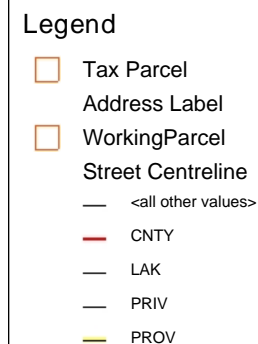 Legend
Tax Parcel
Address Label
WorkingParcel
Street Centreline
<all other values>
CNTY
LAK
PRIV
PROV